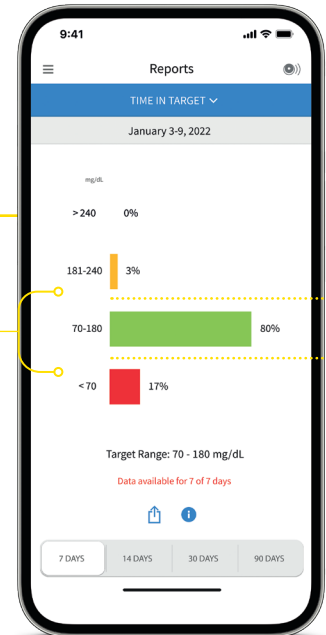 9:41
Reports
TIME IN TARGET
January 3-9, 2022
mg/dL
> 240 0%
181-240 3%
70-180 80%
< 70 17%
Target Range: 70 - 180 mg/dL
Data available for 7 of 7 days
7 DAYS 14 DAYS 30 DAYS 90 DAYS